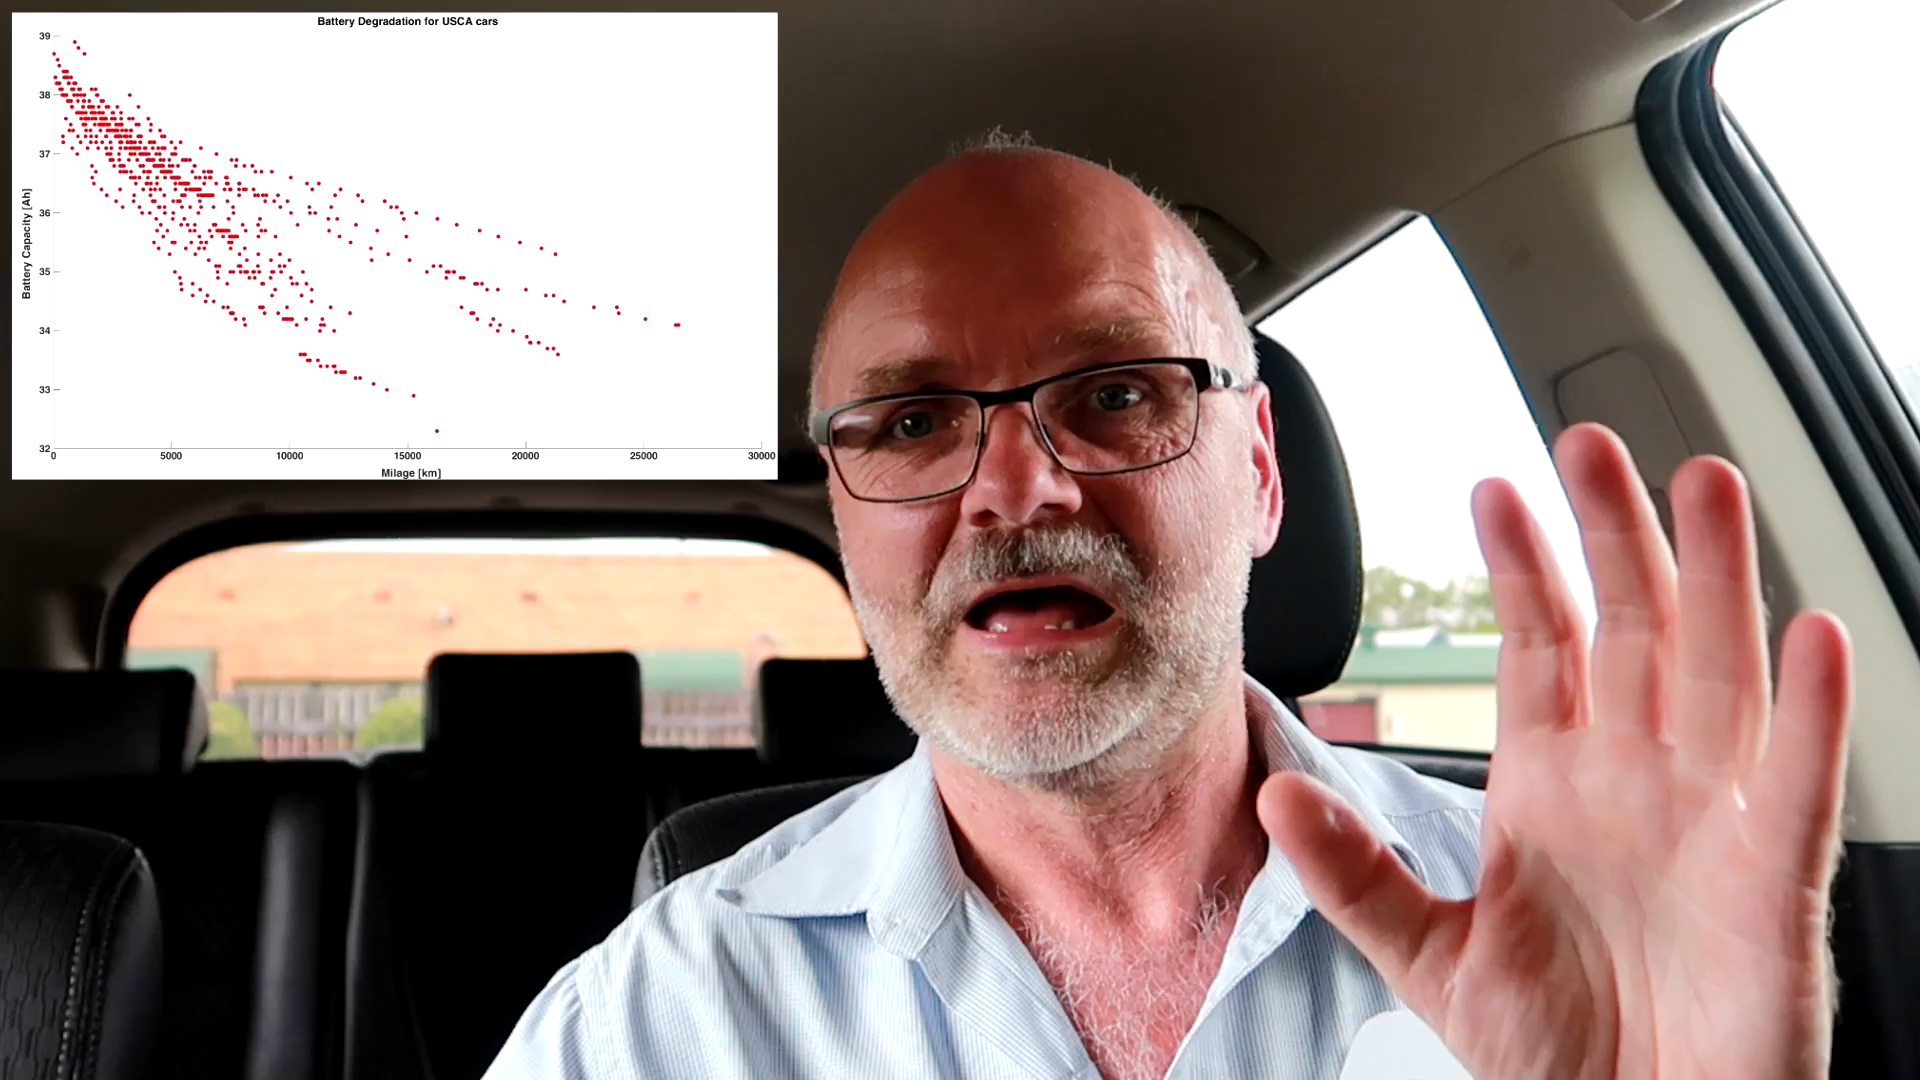 Battery Degradation for USCA cars
39
38
37
36
35
34
33
32
Battery Capacity [Ah]
0 5000 10000 15000 20000 25000 30000
Milage [km]